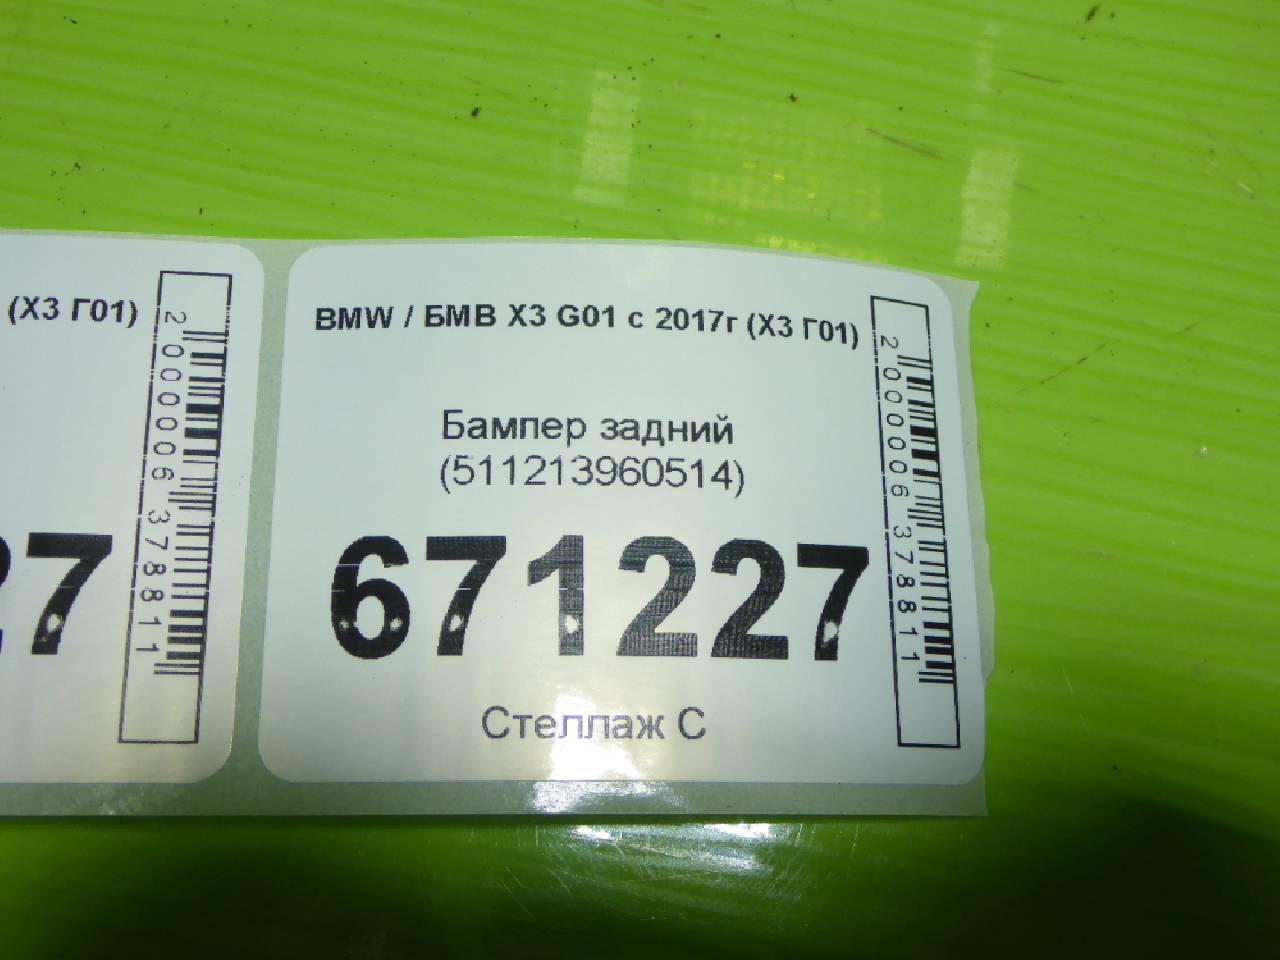 (X3 Г01)
2000006378811
27
BMW / БМВ X3 G01 с 2017г (X3 Г01)
Бампер задний
(511213960514)
671227
Стеллаж С
2000006378811